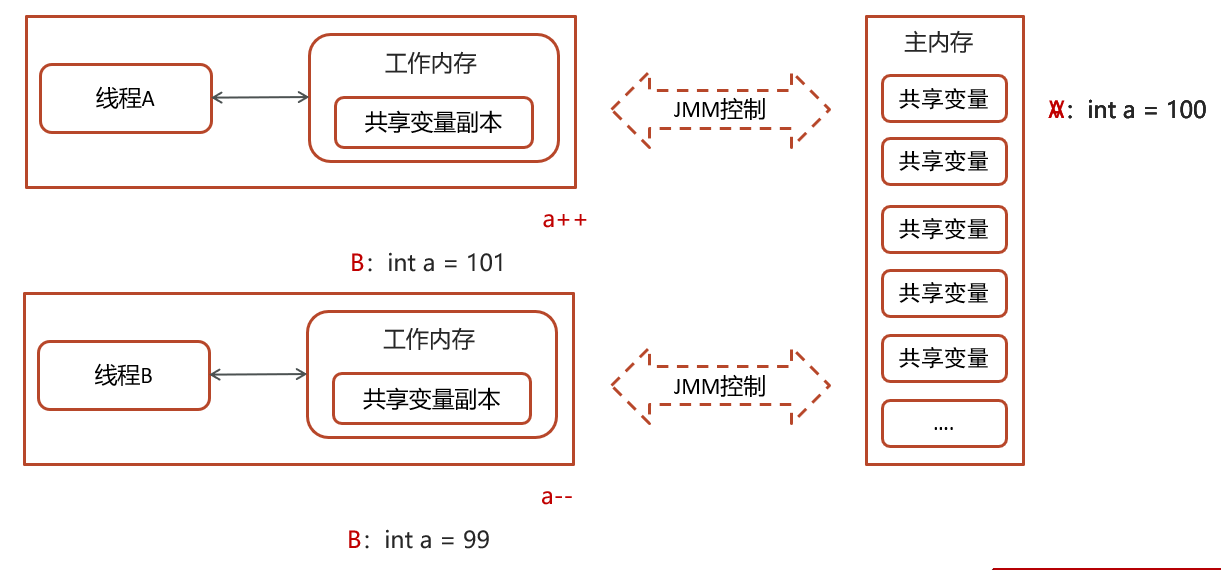 线程A
工作内存
共享变量副本
a++
B：int a = 101
线程B
工作内存
共享变量副本
a--
B：int a = 99
JMM控制
JMM控制
主内存
共享变量
共享变量
共享变量
共享变量
共享变量
....
：int a = 100